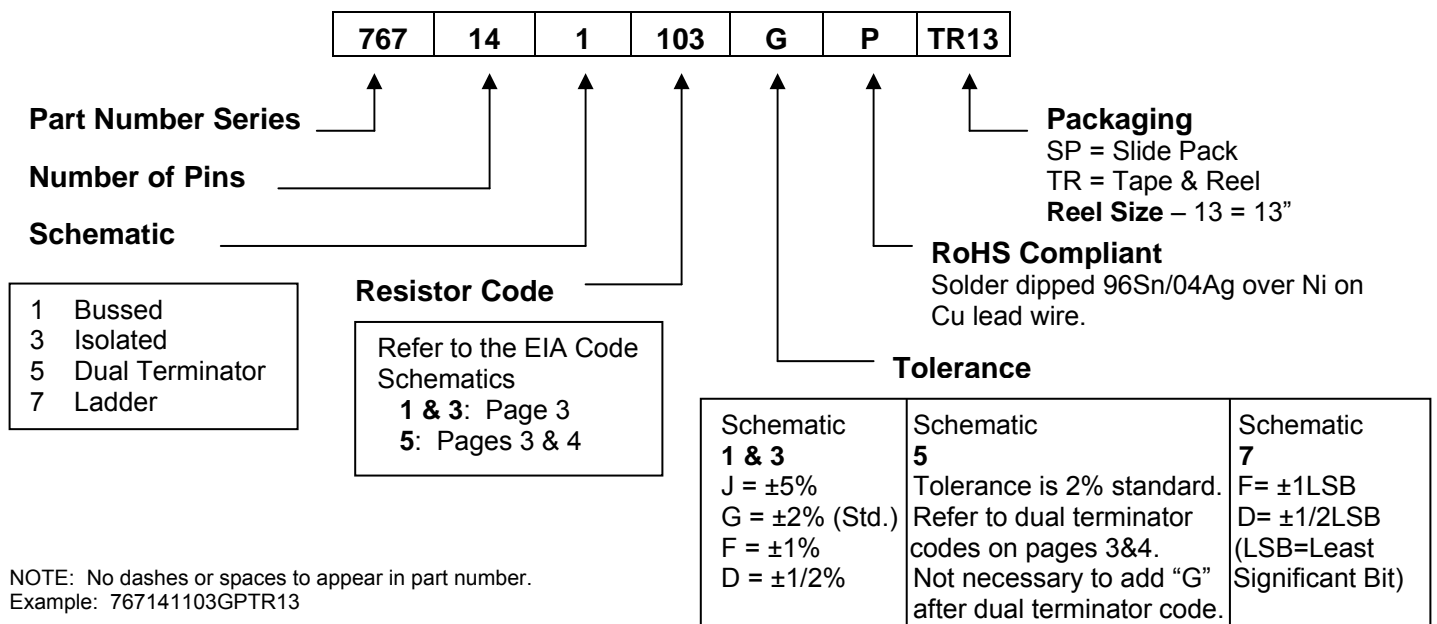 767 14 1 103 G P TR13
Part Number Series
Number of Pins
Schematic
1 Bussed
3 Isolated
5 Dual Terminator
7 Ladder
Resistor Code
Refer to the EIA Code
Schematics
1 & 3: Page 3
5: Pages 3 & 4
Packaging
SP = Slide Pack
TR = Tape & Reel
Reel Size – 13 = 13”
RoHS Compliant
Solder dipped 96Sn/04Ag over Ni on
Cu lead wire.
Tolerance
Schematic
1 & 3
J = ±5%
G = ±2% (Std.)
F = ±1%
D = ±1/2%
Schematic
5
Tolerance is 2% standard.
Refer to dual terminator
codes on pages 3&4.
Not necessary to add “G”
after dual terminator code.
Schematic
7
F= ±1LSB
D= ±1/2LSB
(LSB=Least
Significant Bit)
NOTE: No dashes or spaces to appear in part number.
Example: 767141103GPTR13